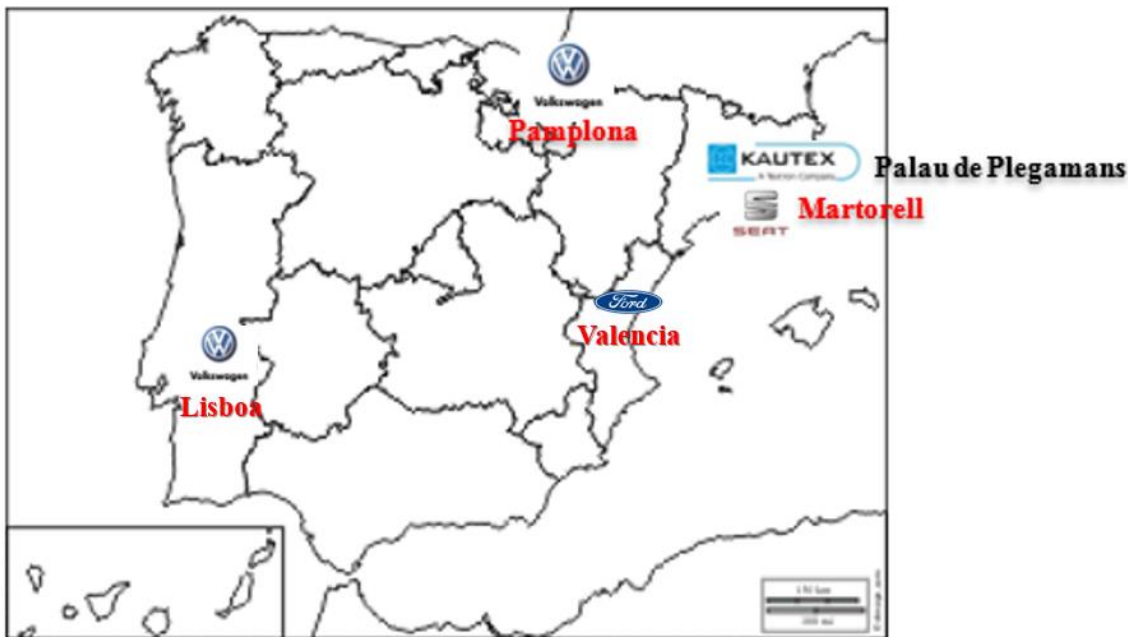 Volkswagen
Pamplona
KAUTEX
A Textron Company
Palau de Plegamans
SEAT
Martorell
Ford
Valencia
Volkswagen
Lisboa